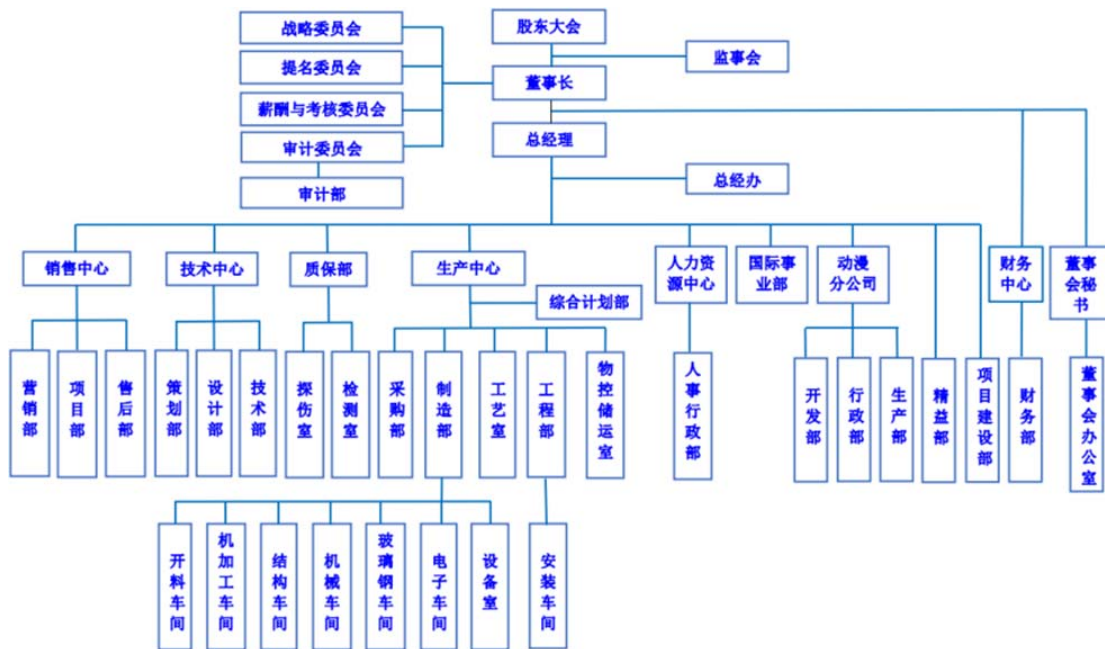 战略委员会
股东大会
监事会
提名委员会
董事长
薪酬与考核委员会
总经理
审计委员会
审计部
总经办
销售中心
技术中心
质保部
生产中心
人力资
源中心
国际事
业部
动漫
分公司
财务
中心
董事
会秘
书
综合计划部
营销部
项目部
售后部
策划部
设计部
技术部
探伤室
检测室
采购部
制造部
工艺室
工程部
物控储运室
人事行政部
开发部
行政部
生产部
精益部
项目建设部
财务部
董事会办公室
开料车间
机加工车间
结构车间
机械车间
玻璃钢车间
电子车间
设备室
安装车间